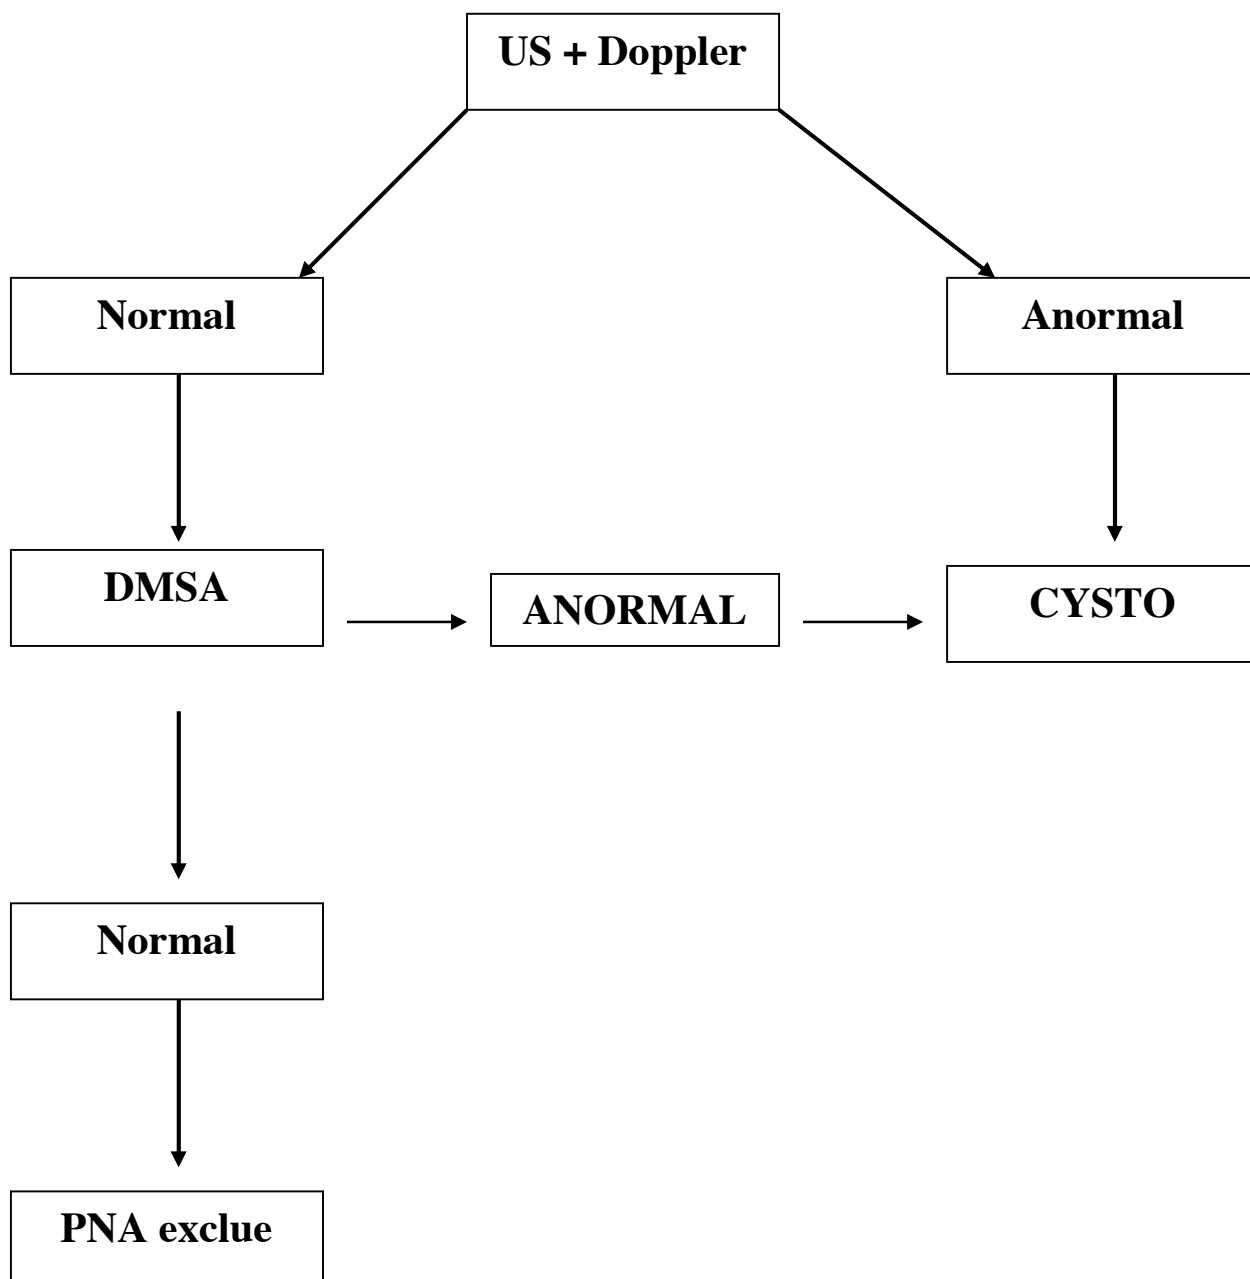 US + Doppler
Normal
Anormal
DMSA
ANORMAL
CYSTO
Normal
PNA exclue